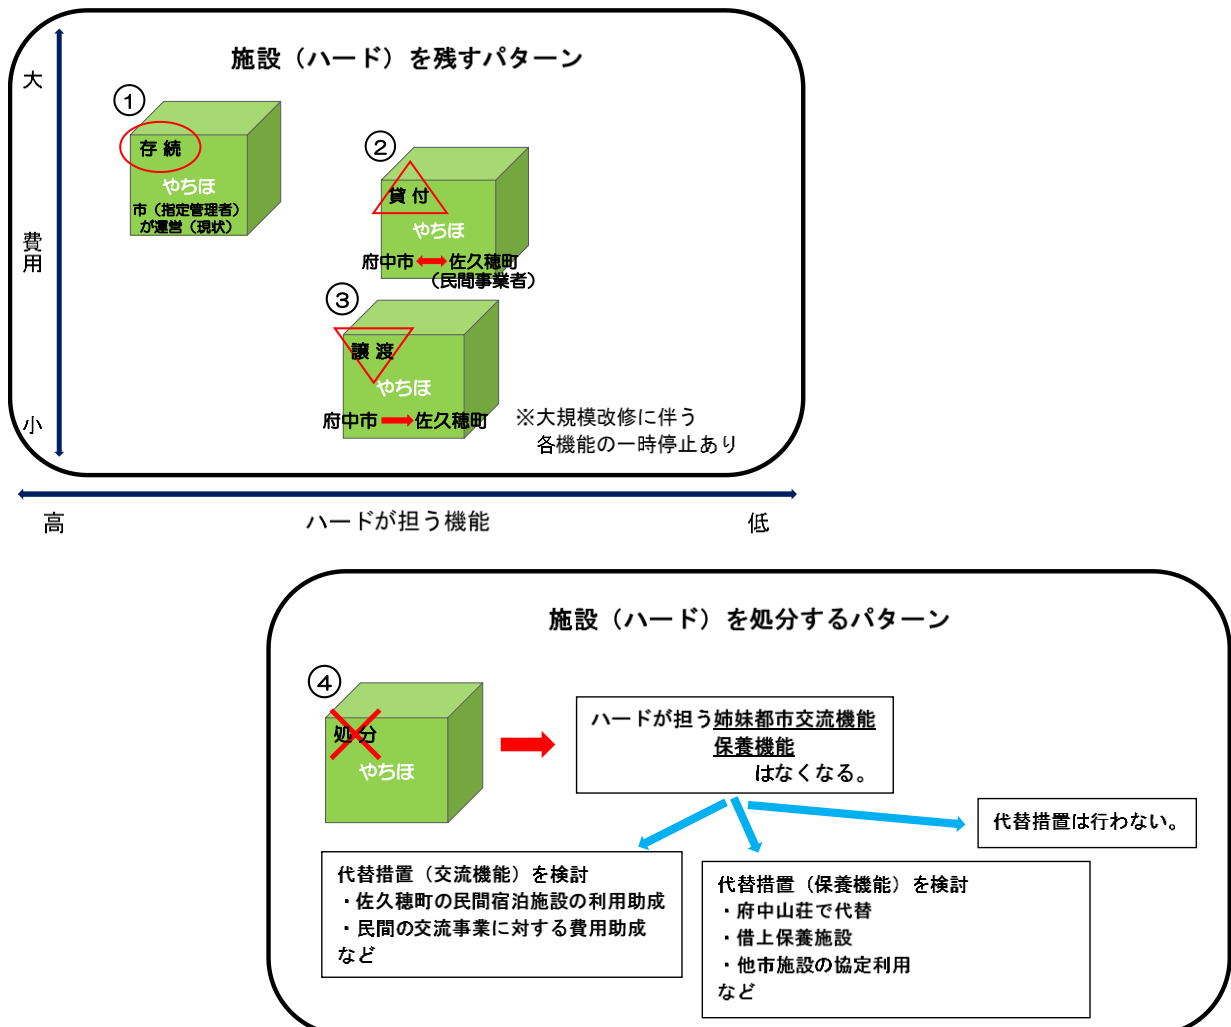 施設（ハード）を残すパターン
大
費用
小
①
存続
やちほ
市（指定管理者）
が運営（現状）
②
貸付
やちほ
府中市 佐久穂町
（民間事業者）
③
譲渡
やちほ
府中市 佐久穂町
※大規模改修に伴う
各機能の一時停止あり
高 ハードが担う機能 低
施設（ハード）を処分するパターン
④
処分
やちほ
ハードが担う姉妹都市交流機能
保養機能
はなくなる。
代替措置は行わない。
代替措置（交流機能）を検討
・佐久穂町の民間宿泊施設の利用助成
・民間の交流事業に対する費用助成
など
代替措置（保養機能）を検討
・府中山荘で代替
・借上保養施設
・他市施設の協定利用
など